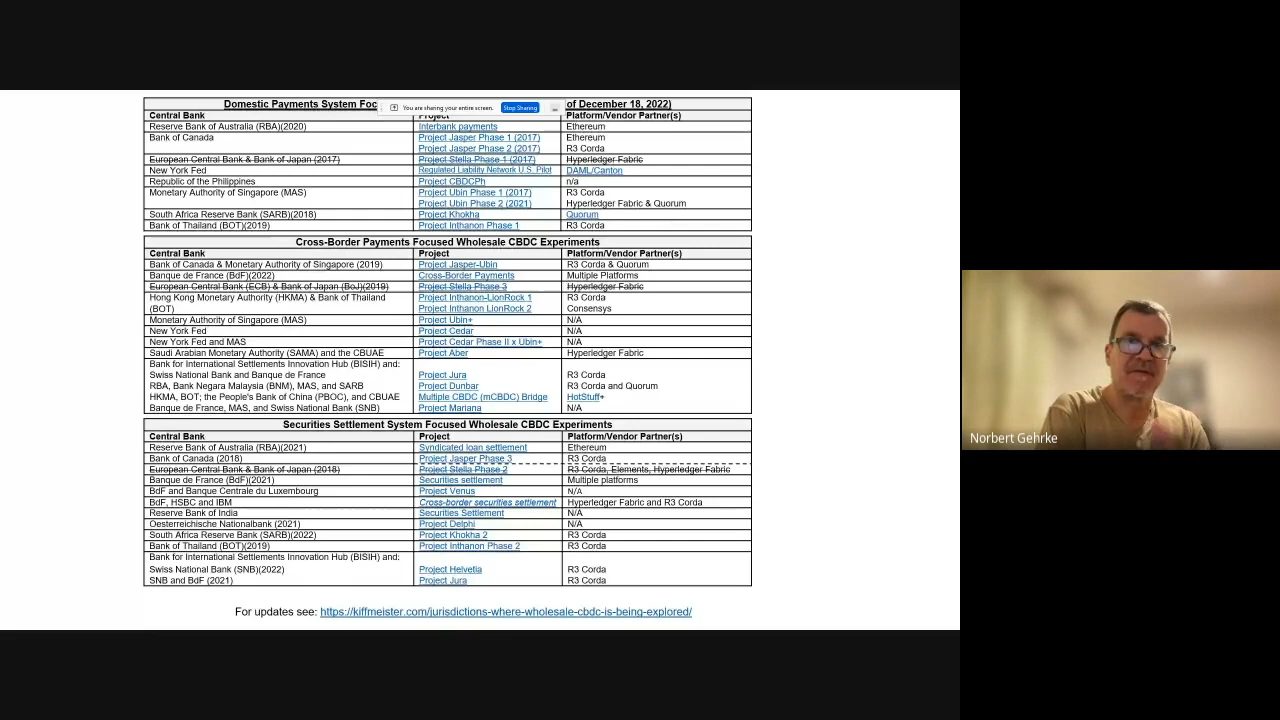 Domestic Payments System Foc of December 18, 2022)
You are sharing your entire screen. Stop Sharing
Central Bank Project Platform/Vendor Partner(s)
Reserve Bank of Australia (RBA)(2020) Interbank payments Ethereum
Bank of Canada Project Jasper Phase 1 (2017) Ethereum
Project Jasper Phase 2 (2017) R3 Corda
European Central Bank & Bank of Japan (2017) Project Stella Phase 1 (2017) Hyperledger Fabric
New York Fed Regulated Liability Network U.S. Pilot DAML/Canton
Republic of the Philippines Project CBDCPh n/a
Monetary Authority of Singapore (MAS) Project Ubin Phase 1 (2017) R3 Corda
Project Ubin Phase 2 (2021) Hyperledger Fabric & Quorum
South Africa Reserve Bank (SARB)(2018) Project Khokha Quorum
Bank of Thailand (BOT)(2019) Project Inthanon Phase 1 R3 Corda
Cross-Border Payments Focused Wholesale CBDC Experiments
Central Bank Project Platform/Vendor Partner(s)
Bank of Canada & Monetary Authority of Singapore (2019) Project Jasper-Ubin R3 Corda & Quorum
Banque de France (BdF)(2022) Cross-Border Payments Multiple Platforms
European Central Bank (ECB) & Bank of Japan (BoJ)(2019) Project Stella Phase 3 Hyperledger Fabric
Hong Kong Monetary Authority (HKMA) & Bank of Thailand Project Inthanon-LionRock 1 R3 Corda
(BOT) Project Inthanon LionRock 2 Consensys
Monetary Authority of Singapore (MAS) Project Ubin+ N/A
New York Fed Project Cedar N/A
New York Fed and MAS Project Cedar Phase II x Ubin+ N/A
Saudi Arabian Monetary Authority (SAMA) and the CBUAE Project Aber Hyperledger Fabric
Bank for International Settlements Innovation Hub (BISIH) and:
Swiss National Bank and Banque de France Project Jura R3 Corda
RBA, Bank Negara Malaysia (BNM), MAS, and SARB Project Dunbar R3 Corda and Quorum
HKMA, BOT; the People's Bank of China (PBOC), and CBUAE Multiple CBDC (mCBDC) Bridge HotStuff+
Banque de France, MAS, and Swiss National Bank (SNB) Project Mariana N/A
Securities Settlement System Focused Wholesale CBDC Experiments
Central Bank Project Platform/Vendor Partner(s)
Reserve Bank of Australia (RBA)(2021) Syndicated loan settlement Ethereum
Bank of Canada (2018) Project Jasper Phase 3 R3 Corda
European Central Bank & Bank of Japan (2018) Project Stella Phase 2 R3 Corda, Elements, Hyperledger Fabric
Banque de France (BdF)(2021) Securities settlement Multiple platforms
BdF and Banque Centrale du Luxembourg Project Venus N/A
BdF, HSBC and IBM Cross-border securities settlement Hyperledger Fabric and R3 Corda
Reserve Bank of India Securities Settlement N/A
Oesterreichische Nationalbank (2021) Project Delphi N/A
South Africa Reserve Bank (SARB)(2022) Project Khokha 2 R3 Corda
Bank of Thailand (BOT)(2019) Project Inthanon Phase 2 R3 Corda
Bank for International Settlements Innovation Hub (BISIH) and:
Swiss National Bank (SNB)(2022) Project Helvetia R3 Corda
SNB and BdF (2021) Project Jura R3 Corda
For updates see: https://kiffmeister.com/jurisdictions-where-wholesale-cbdc-is-being-explored/
Norbert Gehrke